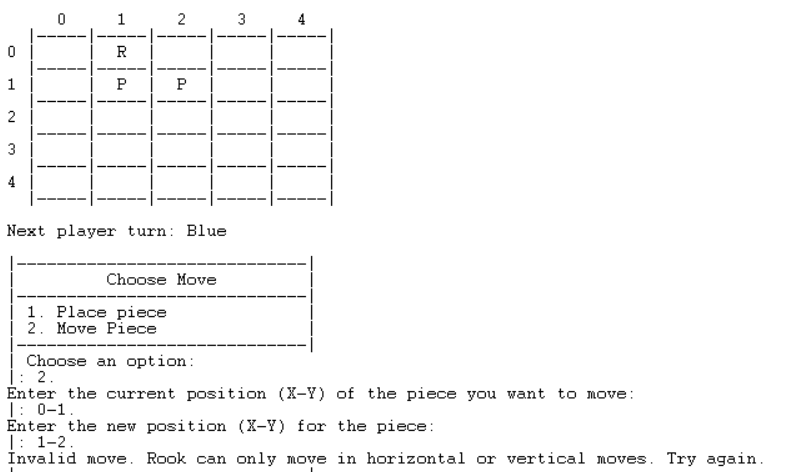 0 1 2 3 4
|-----|-----|-----|-----|-----|
0 | | R | | | |
|-----|-----|-----|-----|-----|
1 | | P | P | | |
|-----|-----|-----|-----|-----|
2 | | | | | |
|-----|-----|-----|-----|-----|
3 | | | | | |
|-----|-----|-----|-----|-----|
4 | | | | | |
|-----|-----|-----|-----|-----|
Next player turn: Blue
|-----------------------------|
| Choose Move |
|-----------------------------|
| 1. Place piece |
| 2. Move Piece |
|-----------------------------|
| Choose an option:
|: 2.
Enter the current position (X-Y) of the piece you want to move:
|: 0-1.
Enter the new position (X-Y) for the piece:
|: 1-2.
Invalid move. Rook can only move in horizontal or vertical moves. Try again.